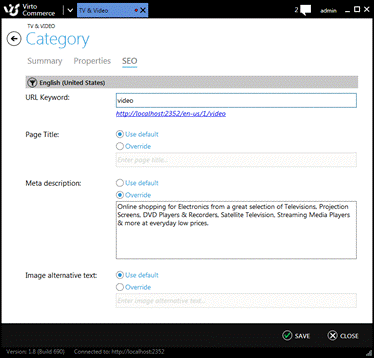 Virto
Commerce
TV & Video
2
admin
TV & VIDEO
Category
Summary Properties SEO
English (United States)
URL Keyword:
video
http://localhost:2352/en-us/1/video
Page Title:
Use default
Override
Enter page title...
Meta description:
Use default
Override
Online shopping for Electronics from a great selection of Televisions, Projection
Screens, DVD Players & Recorders, Satellite Television, Streaming Media Players
& more at everyday low prices.
Image alternative text:
Use default
Override
Enter image alternative text...
SAVE CLOSE
Version: 1.8 (Build 690) Connected to: http://localhost:2352